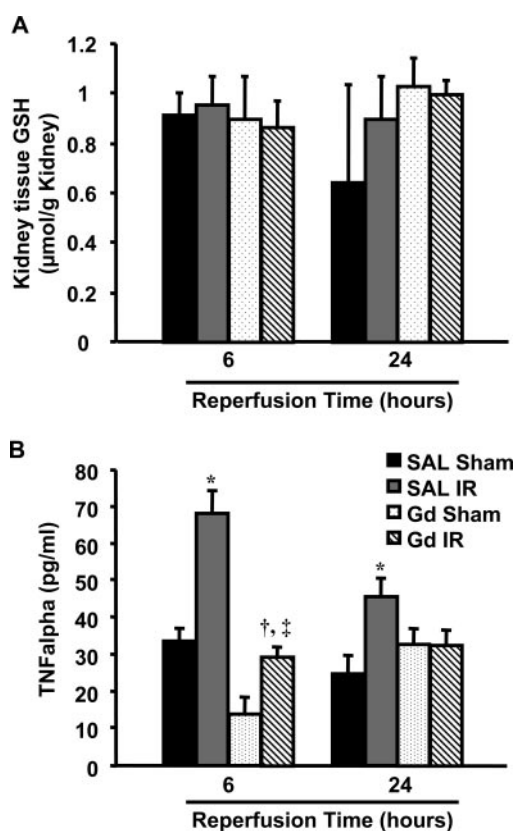 A
Kidney tissue GSH
(µmol/g Kidney)
1.2
1
0.8
0.6
0.4
0.2
0
6
24
Reperfusion Time (hours)
B
TNFalpha (pg/ml)
80
70
60
50
40
30
20
10
0
*
†, ‡
*
SAL Sham
SAL IR
Gd Sham
Gd IR
6
24
Reperfusion Time (hours)